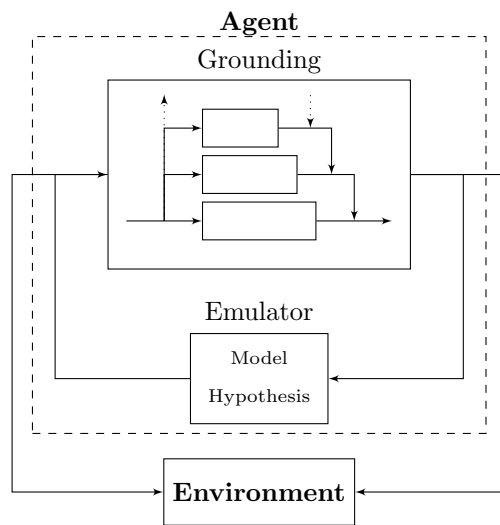 Agent
Grounding
Emulator
Model
Hypothesis
Environment